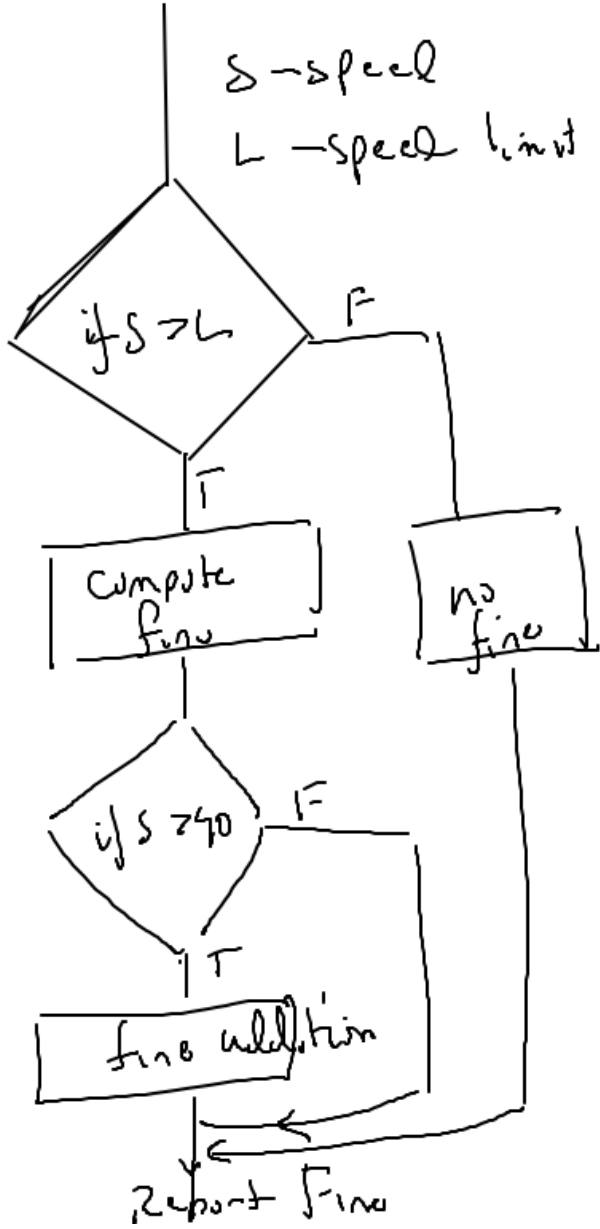 S - speed
L - speed limit
if S > L
F
T
compute
fine
no
fine
if S > 90
F
T
fine addition
Report Fine